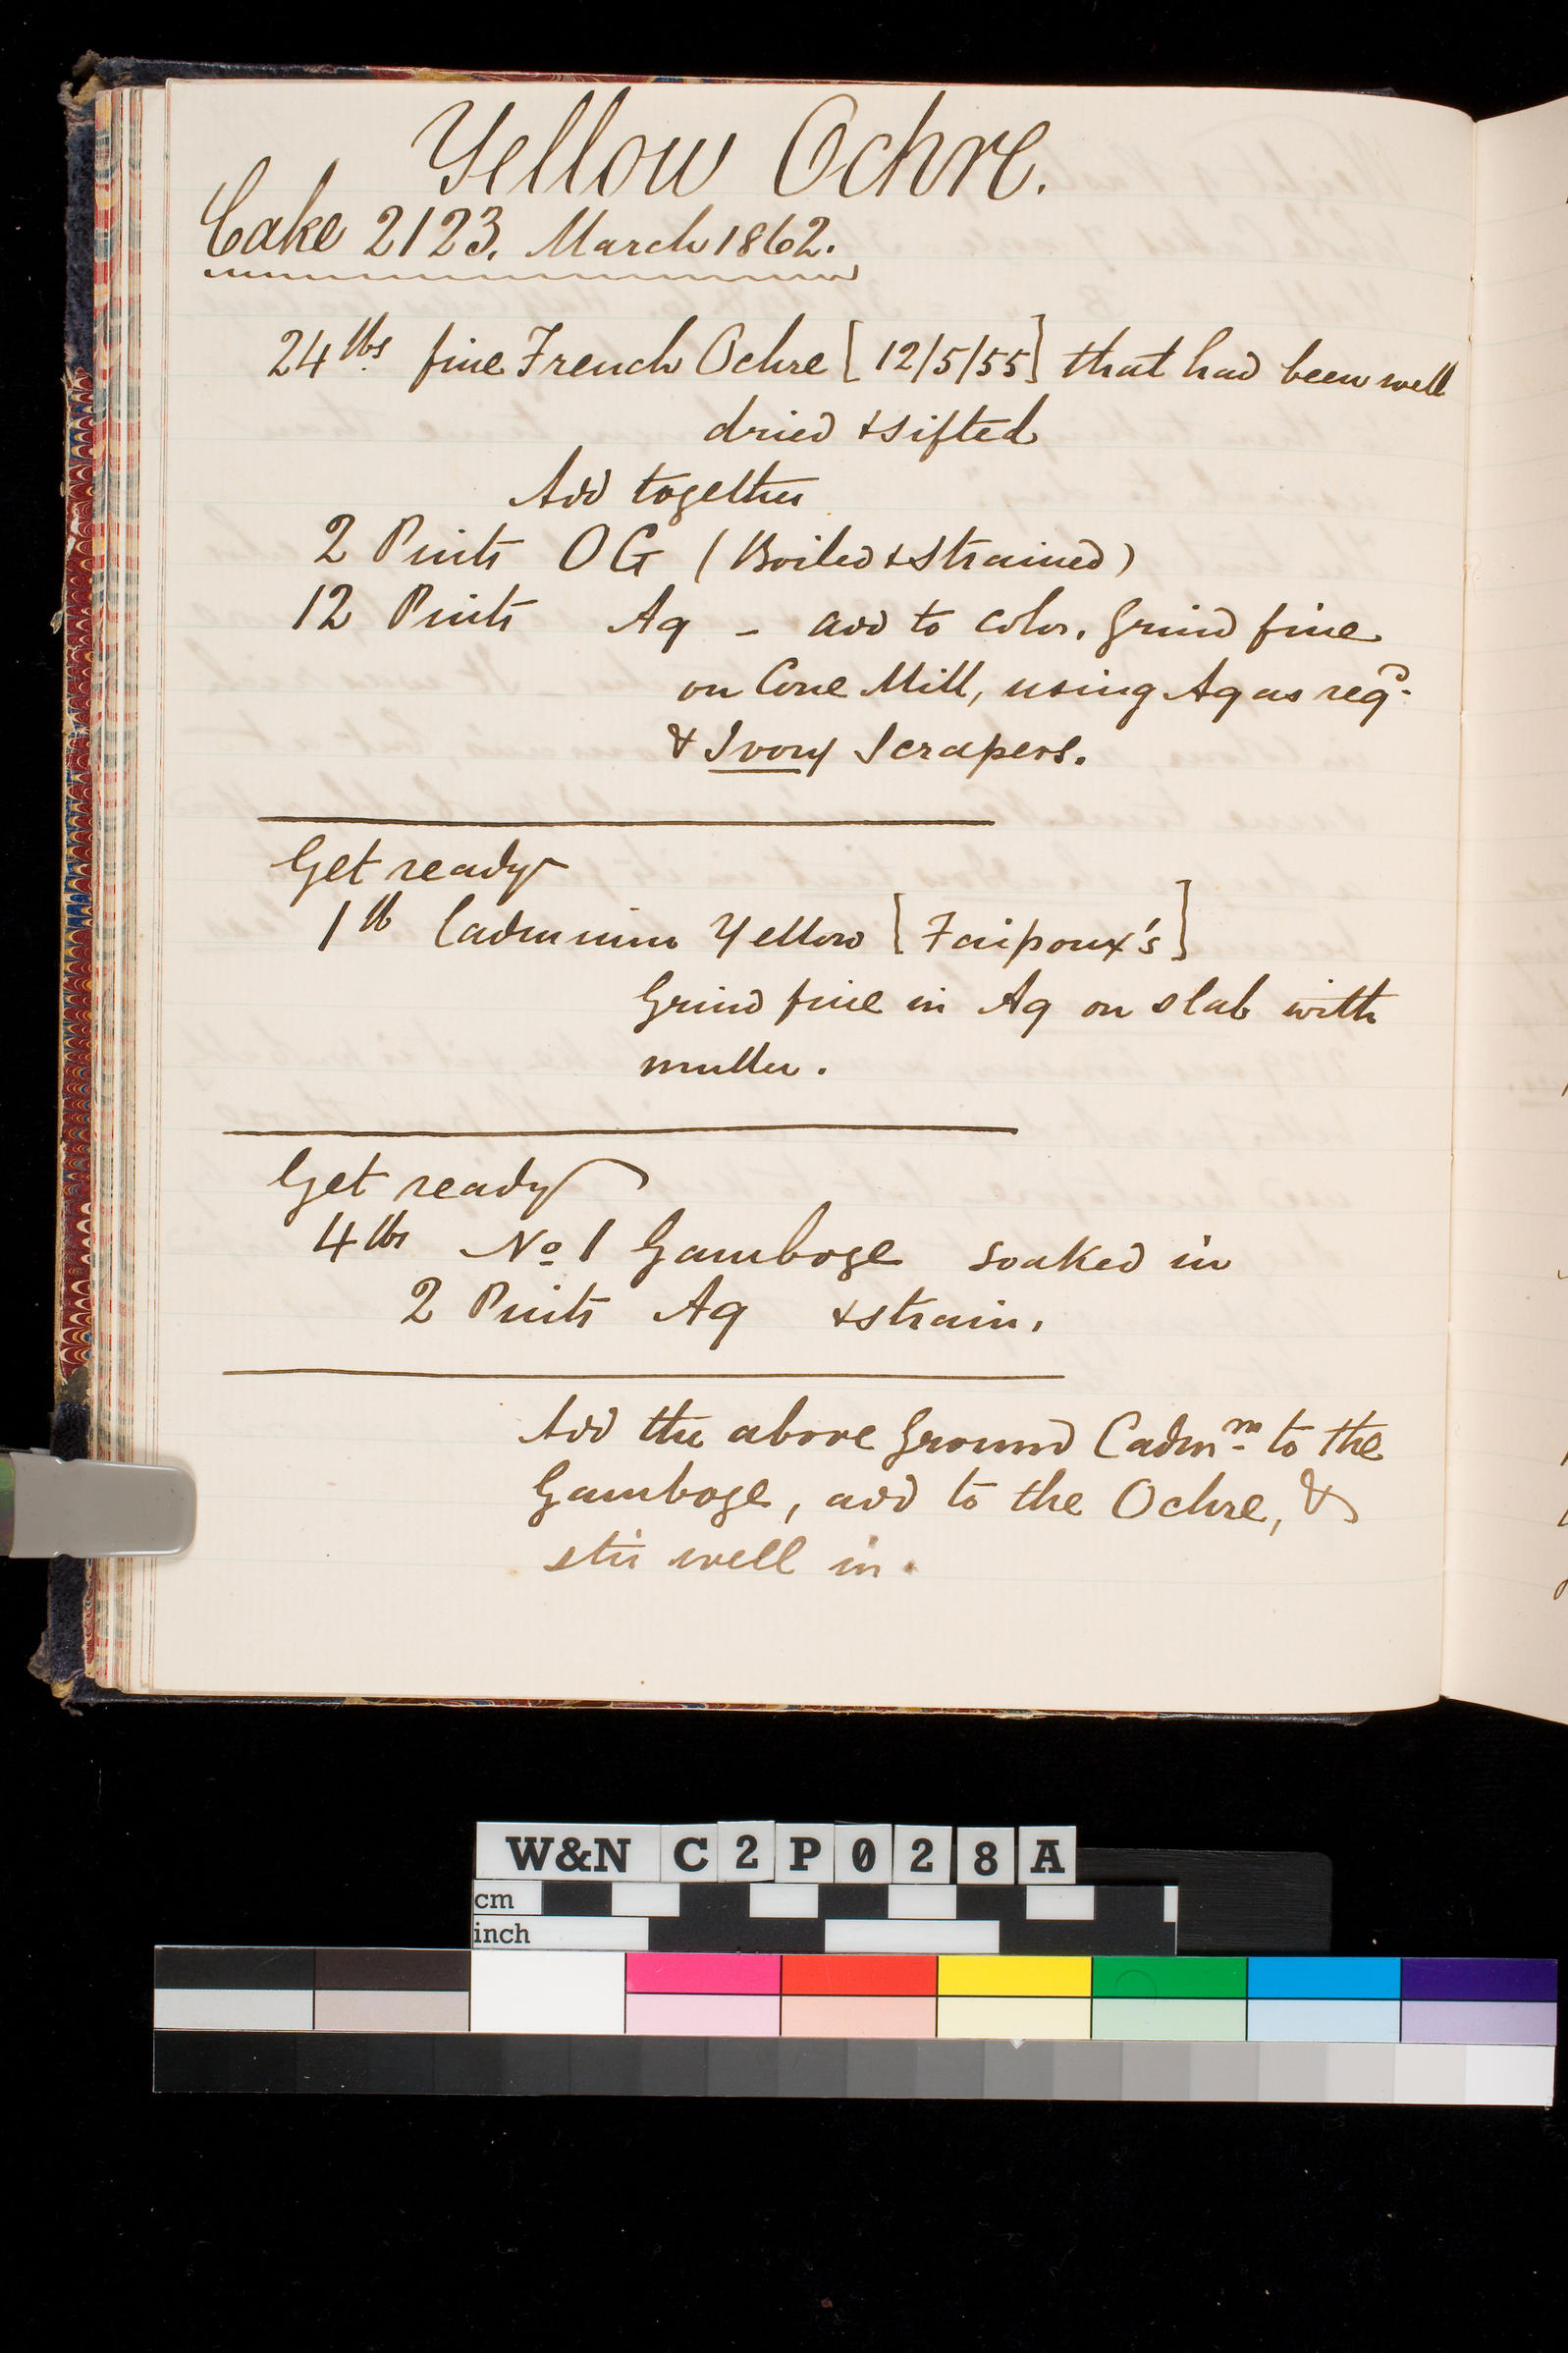 Yellow Ochre.
Cake 2123. March 1862.
24 lbs fine French Ochre [12/5/55] that had been well
dried & sifted
Add together
2 Pints OG (Boiled & strained)
12 Pints Aq - add to color. Grind fine
on Cone Mill, using Aq as reqd.
& Ivory Scrapers.
Get ready
1 lb Cadmium Yellow [
Grind fine in Aq on slab with
muller.
Get ready
4 lbs No 1 Gamboge soaked in
2 Pints Aq & strain.
Add the above ground Cadmm. to the
Gamboge, add to the Ochre, &
stir well in.
W&N C2P028A
cm
inch